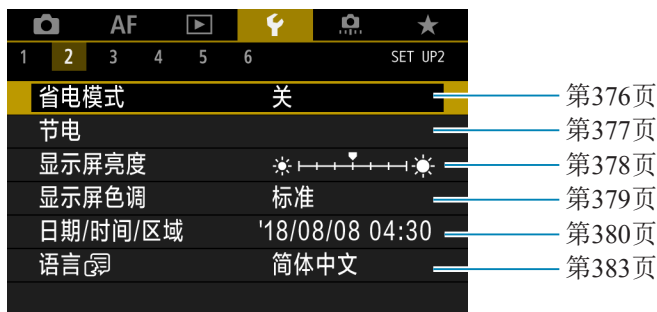 AF
1 2 3 4 5 6 SET UP2
省电模式 关 第376页
节电 第377页
显示屏亮度 第378页
显示屏色调 标准 第379页
日期/时间/区域 '18/08/08 04:30 第380页
语言 简体中文 第383页